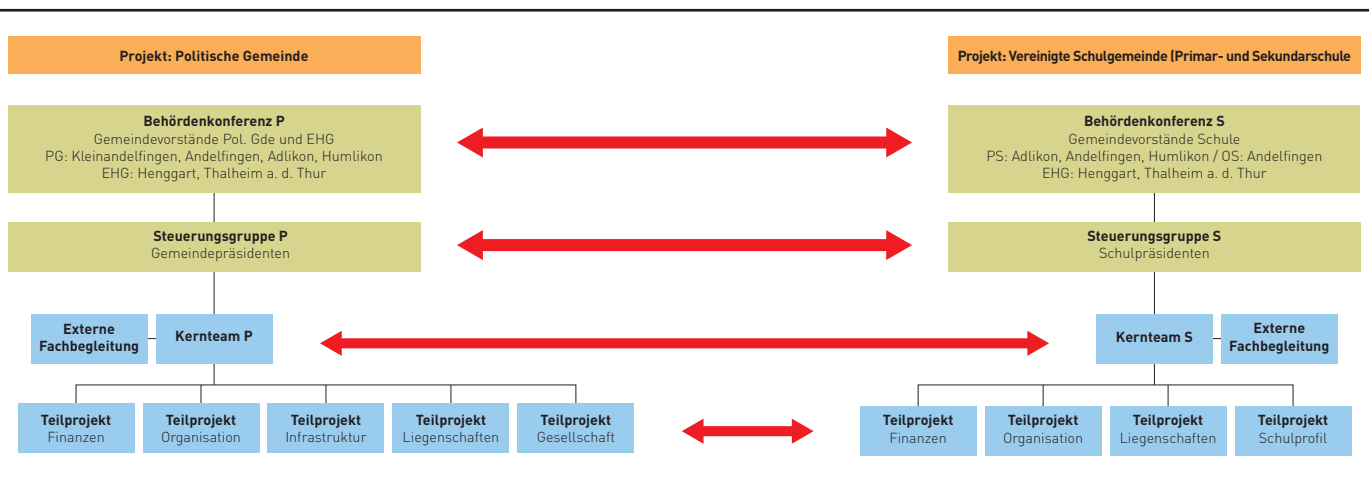 Projekt: Politische Gemeinde
Projekt: Vereinigte Schulgemeinde (Primar- und Sekundarschule
Behördenkonferenz P
Gemeindevorstände Pol. Gde und EHG
PG: Kleinandelfingen, Andelfingen, Adlikon, Humlikon
EHG: Henggart, Thalheim a. d. Thur
Behördenkonferenz S
Gemeindevorstände Schule
PS: Adlikon, Andelfingen, Humlikon / OS: Andelfingen
EHG: Henggart, Thalheim a. d. Thur
Steuerungsgruppe P
Gemeindepräsidenten
Steuerungsgruppe S
Schulpräsidenten
Externe
Fachbegleitung
Kernteam P
Kernteam S
Externe
Fachbegleitung
Teilprojekt
Finanzen
Teilprojekt
Organisation
Teilprojekt
Infrastruktur
Teilprojekt
Liegenschaften
Teilprojekt
Gesellschaft
Teilprojekt
Finanzen
Teilprojekt
Organisation
Teilprojekt
Liegenschaften
Teilprojekt
Schulprofil